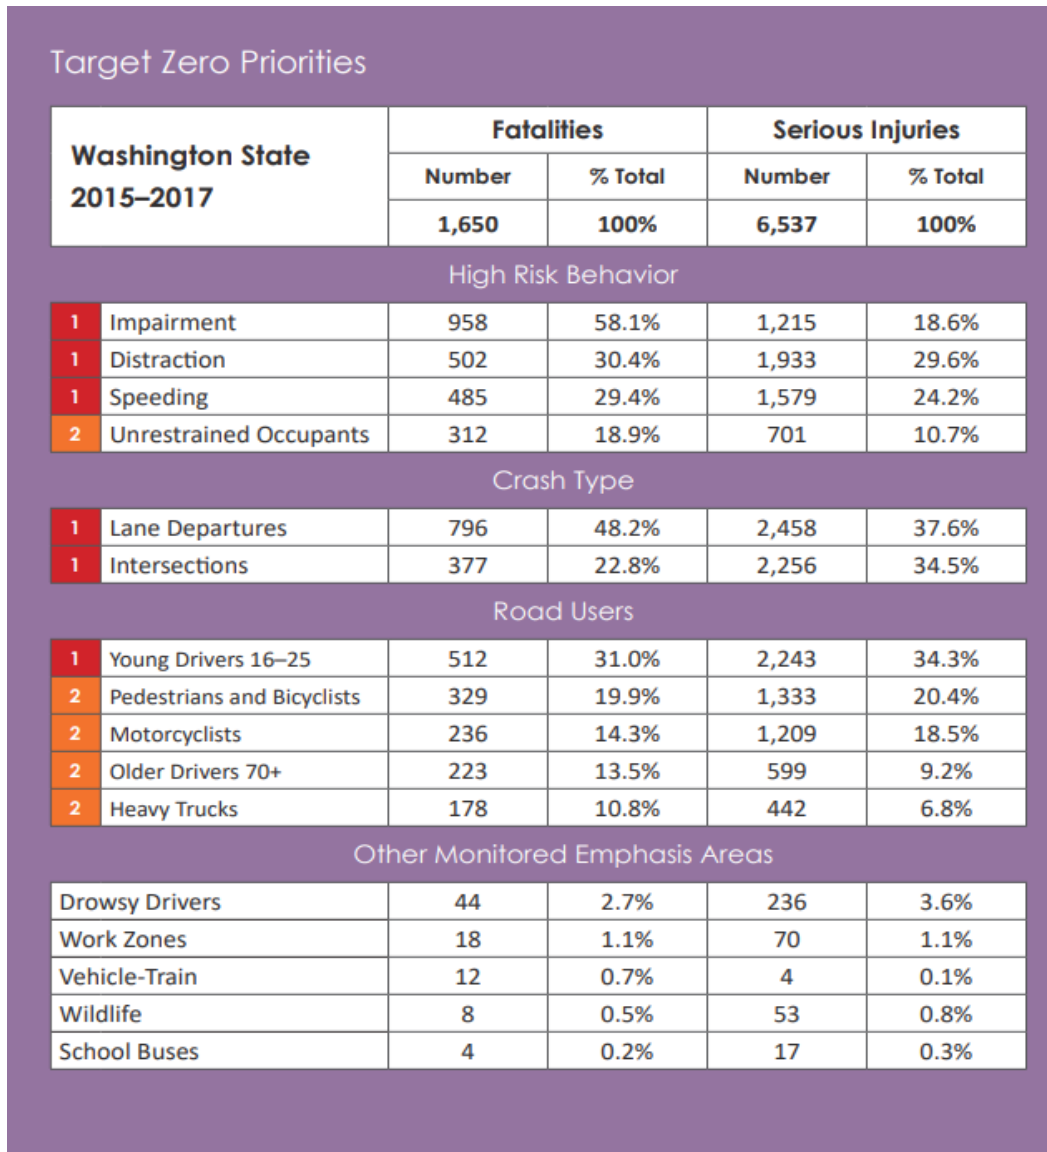 Target Zero Priorities
Washington State
2015–2017
Fatalities Serious Injuries
Number % Total Number % Total
1,650 100% 6,537 100%
High Risk Behavior
1 Impairment 958 58.1% 1,215 18.6%
1 Distraction 502 30.4% 1,933 29.6%
1 Speeding 485 29.4% 1,579 24.2%
2 Unrestrained Occupants 312 18.9% 701 10.7%
Crash Type
1 Lane Departures 796 48.2% 2,458 37.6%
1 Intersections 377 22.8% 2,256 34.5%
Road Users
1 Young Drivers 16–25 512 31.0% 2,243 34.3%
2 Pedestrians and Bicyclists 329 19.9% 1,333 20.4%
2 Motorcyclists 236 14.3% 1,209 18.5%
2 Older Drivers 70+ 223 13.5% 599 9.2%
2 Heavy Trucks 178 10.8% 442 6.8%
Other Monitored Emphasis Areas
Drowsy Drivers 44 2.7% 236 3.6%
Work Zones 18 1.1% 70 1.1%
Vehicle-Train 12 0.7% 4 0.1%
Wildlife 8 0.5% 53 0.8%
School Buses 4 0.2% 17 0.3%